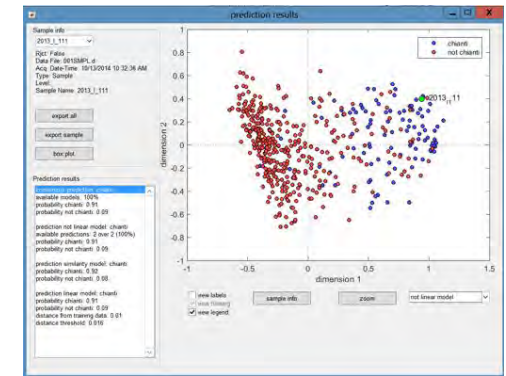 prediction results
Sample info
2013_I_111
Rjct: False
Data File: 001SMPL.d
Acq. Date-Time: 10/13/2014 10:32:36 AM
Type: Sample
Level:
Sample Name: 2013_I_111
export all
export sample
box plot
Prediction results
prediction: chianti
available models: 100%
probability chianti: 0.91
probability not chianti: 0.09
prediction not linear model: chianti
available predictions: 2 over 2 (100%)
probability chianti: 0.91
probability not chianti: 0.09
prediction similarity model: chianti
probability chianti: 0.92
probability not chianti: 0.08
prediction linear model: chianti
probability chianti: 0.91
probability not chianti: 0.09
distance from training data: 0.01
distance threshold: 0.016
1
0.8
0.6
0.4
0.2
0
-0.2
-0.4
-0.6
-0.8
-1
dimension 2
chianti
not chianti
2013_I_11
-1
-0.5
0
0.5
1
1.5
dimension 1
view labels
view training
view legend
sample info
zoom
not linear model